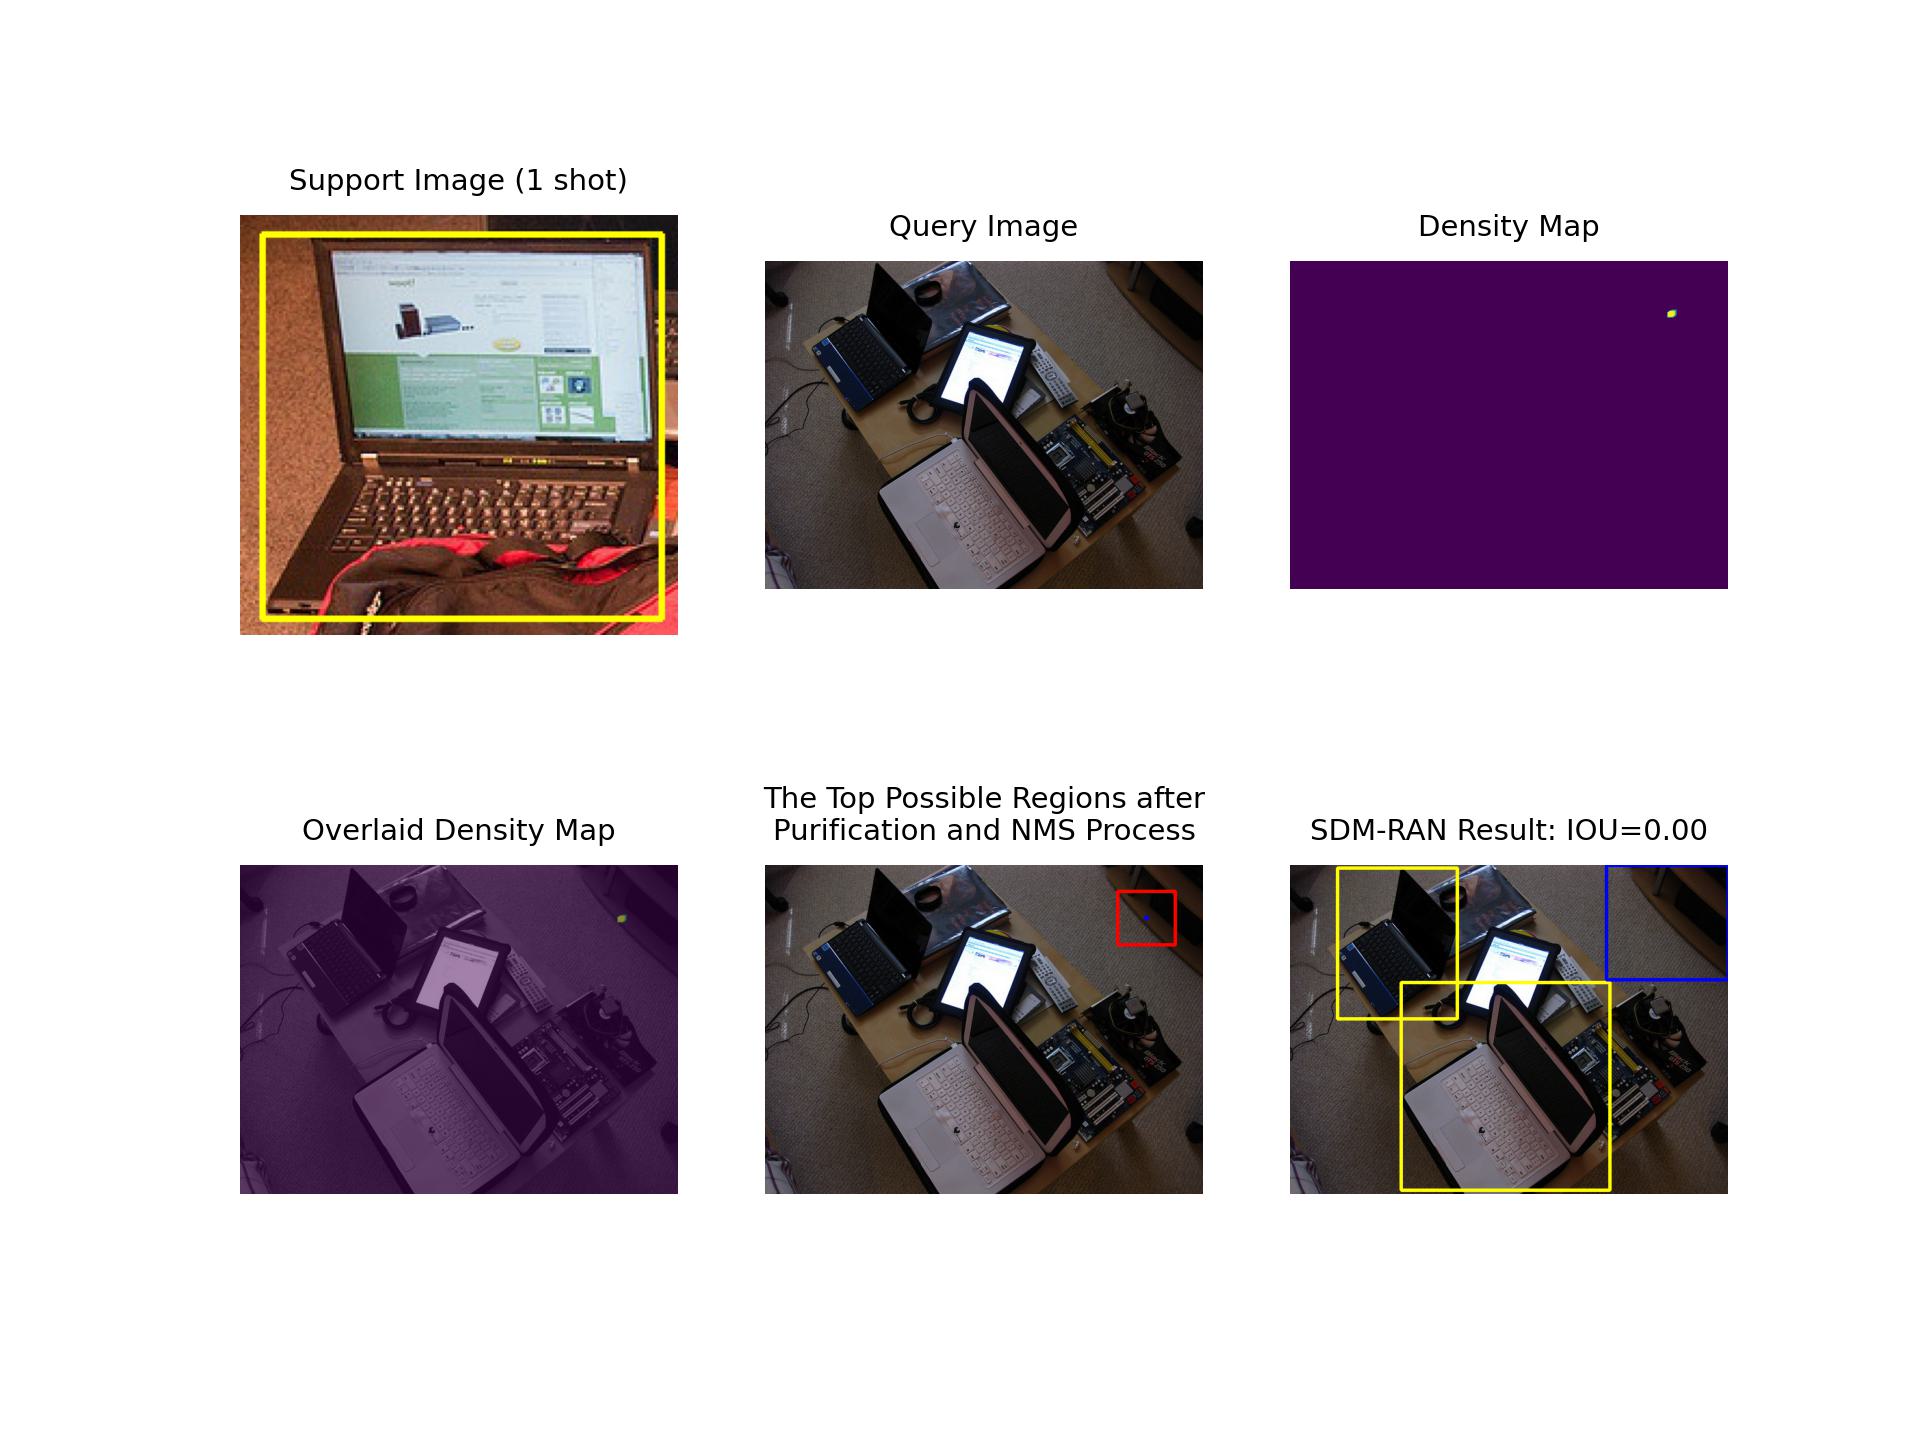 Support Image (1 shot)
Query Image
Density Map
Overlaid Density Map
The Top Possible Regions after
Purification and NMS Process
SDM-RAN Result: IOU=0.00